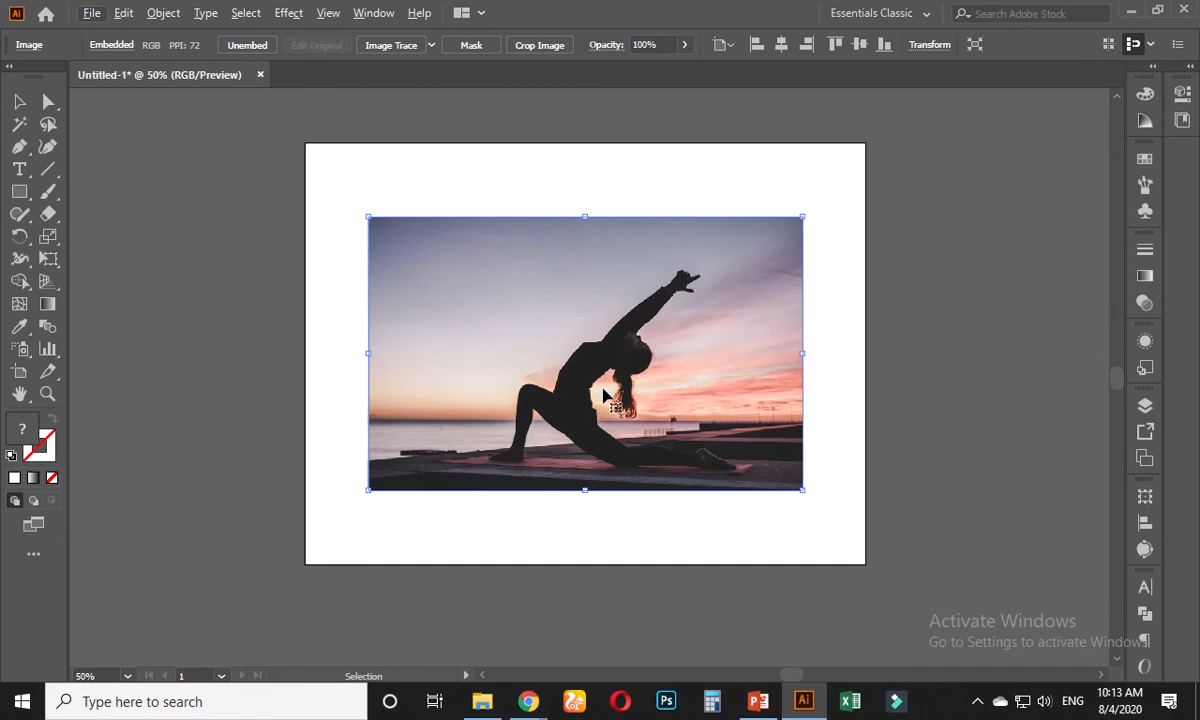 Ai File Edit Object Type Select Effect View Window Help Essentials Classic Search Adobe Stock
Image Embedded RGB PPI: 72 Unembed Edit Original Image Trace Mask Crop Image Opacity: 100% Transform
Untitled-1* @ 50% (RGB/Preview)
?
Activate Windows
Go to Settings to activate Windows.
50% 1 Selection
Type here to search Ps Ai ENG 10:13 AM
8/4/2020